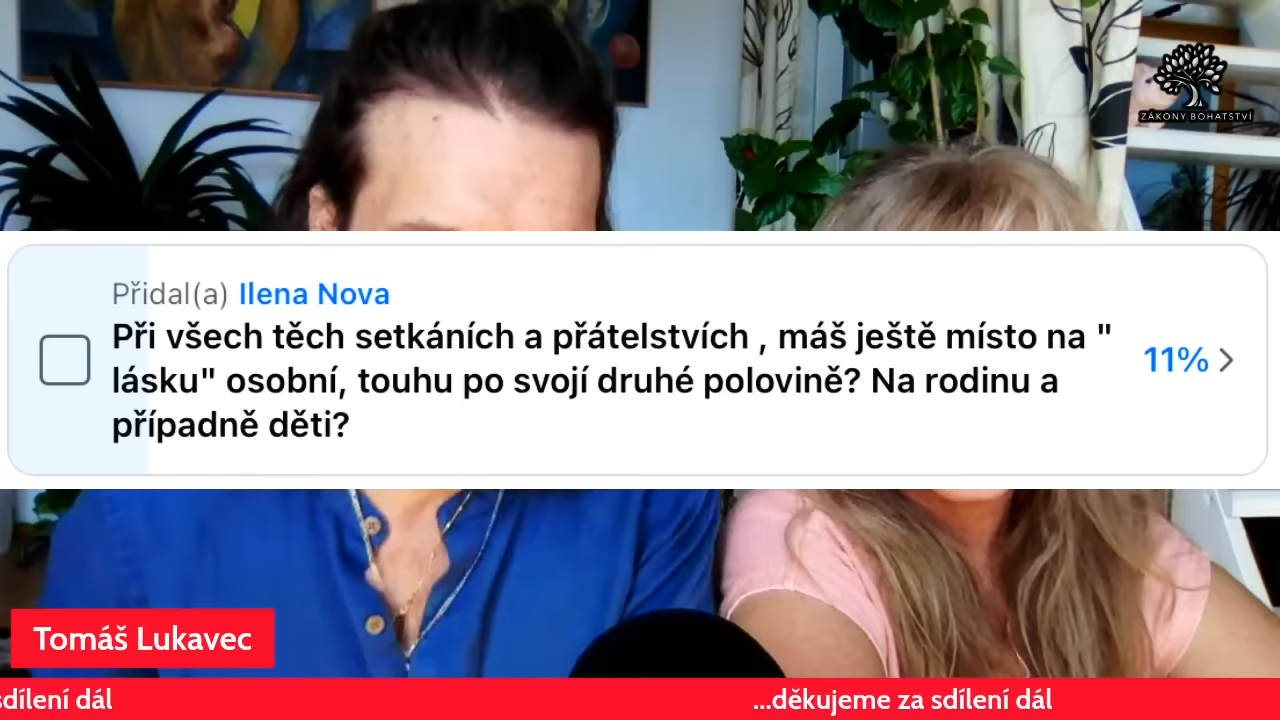 ZÁKONY BOHATSTVÍ
Přidal(a) Ilena Nova
Při všech těch setkáních a přátelstvích , máš ještě místo na "
lásku" osobní, touhu po svojí druhé polovině? Na rodinu a
případně děti?
11%
Tomáš Lukavec
sdílení dál
...děkujeme za sdílení dál